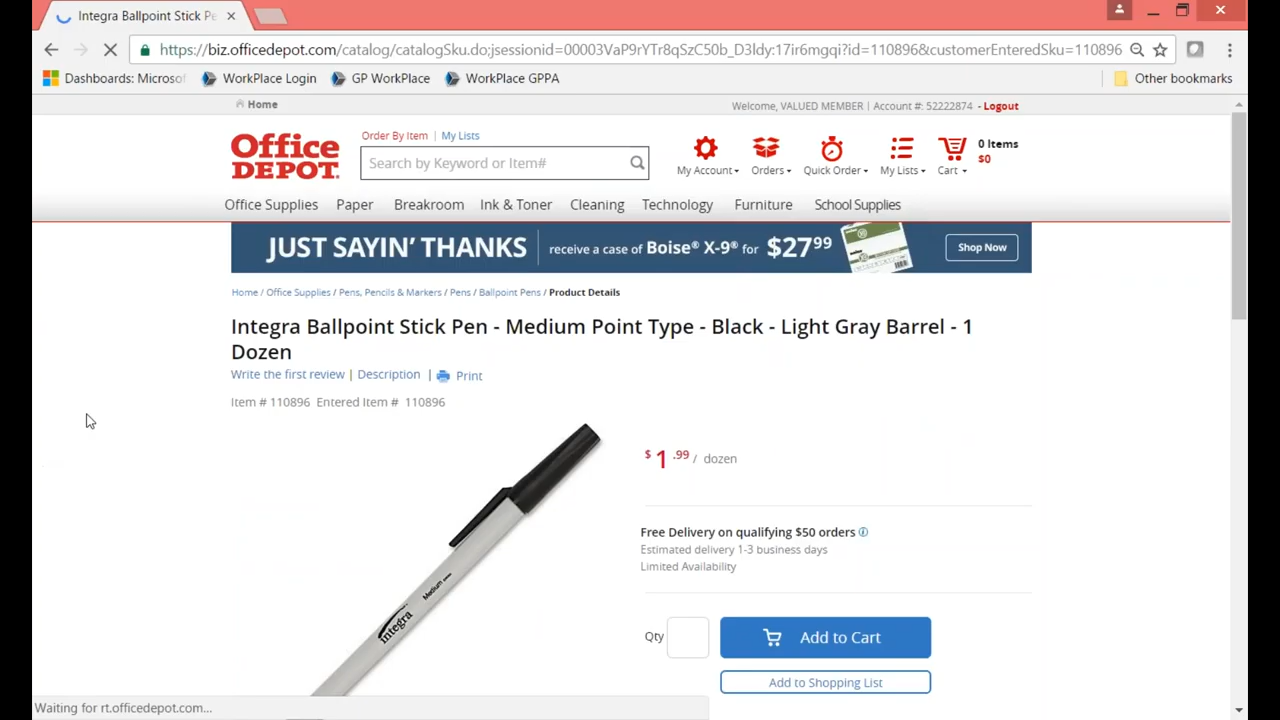 Integra Ballpoint Stick Pe
https://biz.officedepot.com/catalog/catalogSku.do;jsessionid=00003VaP9rYTr8qSzC50b_D3ldy:17ir6mgqi?id=110896&customerEnteredSku=110896
Dashboards: Microsof WorkPlace Login GP WorkPlace WorkPlace GPPA Other bookmarks
Home Welcome, VALUED MEMBER | Account #: 52222874 - Logout
Order By Item | My Lists
Office DEPOT
Search by Keyword or Item#
0 Items
$0
My Account Orders Quick Order My Lists Cart
Office Supplies Paper Breakroom Ink & Toner Cleaning Technology Furniture School Supplies
JUST SAYIN' THANKS receive a case of Boise® X-9® for $27⁹⁹ Shop Now
Home / Office Supplies / Pens, Pencils & Markers / Pens / Ballpoint Pens / Product Details
Integra Ballpoint Stick Pen - Medium Point Type - Black - Light Gray Barrel - 1
Dozen
Write the first review | Description | Print
Item # 110896 Entered Item # 110896
$1.99 / dozen
Free Delivery on qualifying $50 orders
Estimated delivery 1-3 business days
Limited Availability
Medium
integra
Qty Add to Cart
Add to Shopping List
Waiting for rt.officedepot.com...